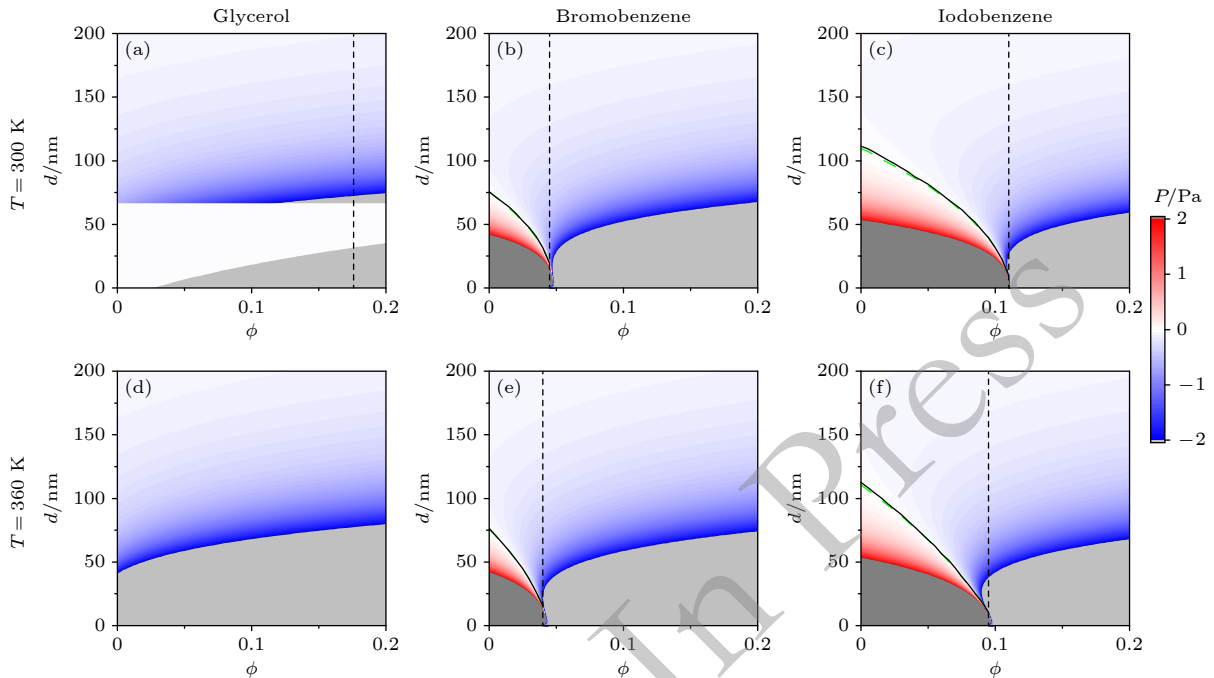 Glycerol Bromobenzene Iodobenzene
T = 300 K
(a) (b) (c)
200 200 200
150 150 150
100 100 100
50 50 50
0 0 0
d/nm d/nm d/nm
0 0.1 0.2 0 0.1 0.2 0 0.1 0.2
ϕ ϕ ϕ
P/Pa
2
1
0
−1
−2
T = 360 K
(d) (e) (f)
200 200 200
150 150 150
100 100 100
50 50 50
0 0 0
d/nm d/nm d/nm
0 0.1 0.2 0 0.1 0.2 0 0.1 0.2
ϕ ϕ ϕ
In Press